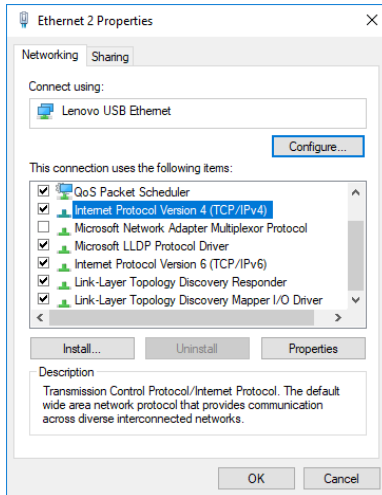 Ethernet 2 Properties
Networking
Sharing
Connect using:
Lenovo USB Ethernet
Configure...
This connection uses the following items:
QoS Packet Scheduler
Internet Protocol Version 4 (TCP/IPv4)
Microsoft Network Adapter Multiplexor Protocol
Microsoft LLDP Protocol Driver
Internet Protocol Version 6 (TCP/IPv6)
Link-Layer Topology Discovery Responder
Link-Layer Topology Discovery Mapper I/O Driver
Install...
Uninstall
Properties
Description
Transmission Control Protocol/Internet Protocol. The default
wide area network protocol that provides communication
across diverse interconnected networks.
OK
Cancel